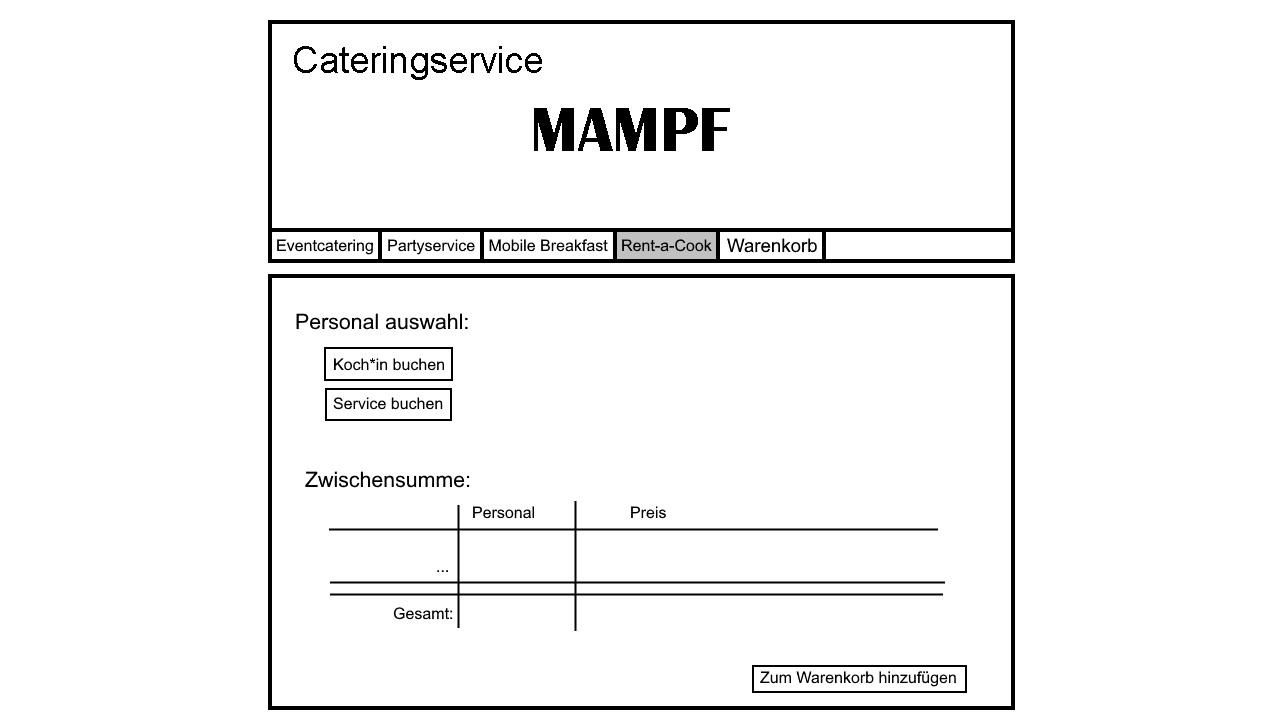 Cateringservice
MAMPF
Eventcatering Partyservice Mobile Breakfast Rent-a-Cook Warenkorb
Personal auswahl:
Koch*in buchen
Service buchen
Zwischensumme:
Personal Preis
...
Gesamt:
Zum Warenkorb hinzufügen